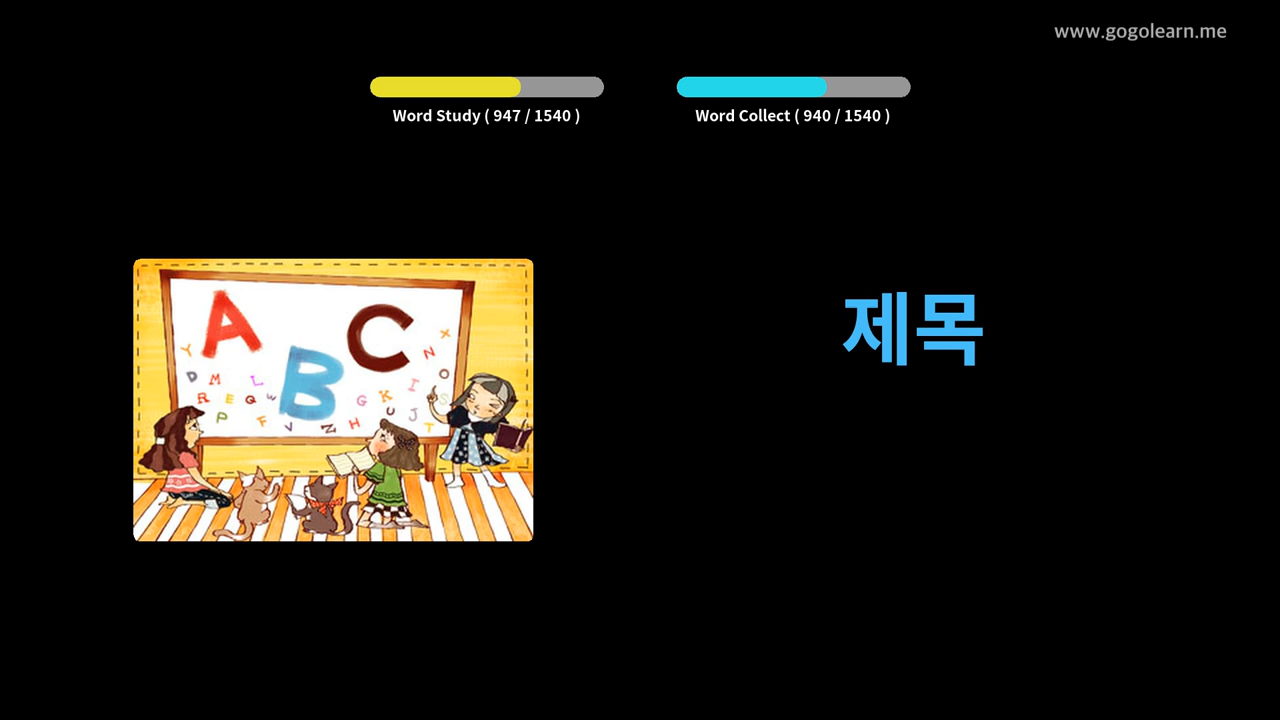 www.gogolearn.me
Word Study ( 947 / 1540 )
Word Collect ( 940 / 1540 )
제목
A
B
C
Y
X
N
D M L
O
I
R E Q W
G K
S
P
F
V
Z
H
U
J
T